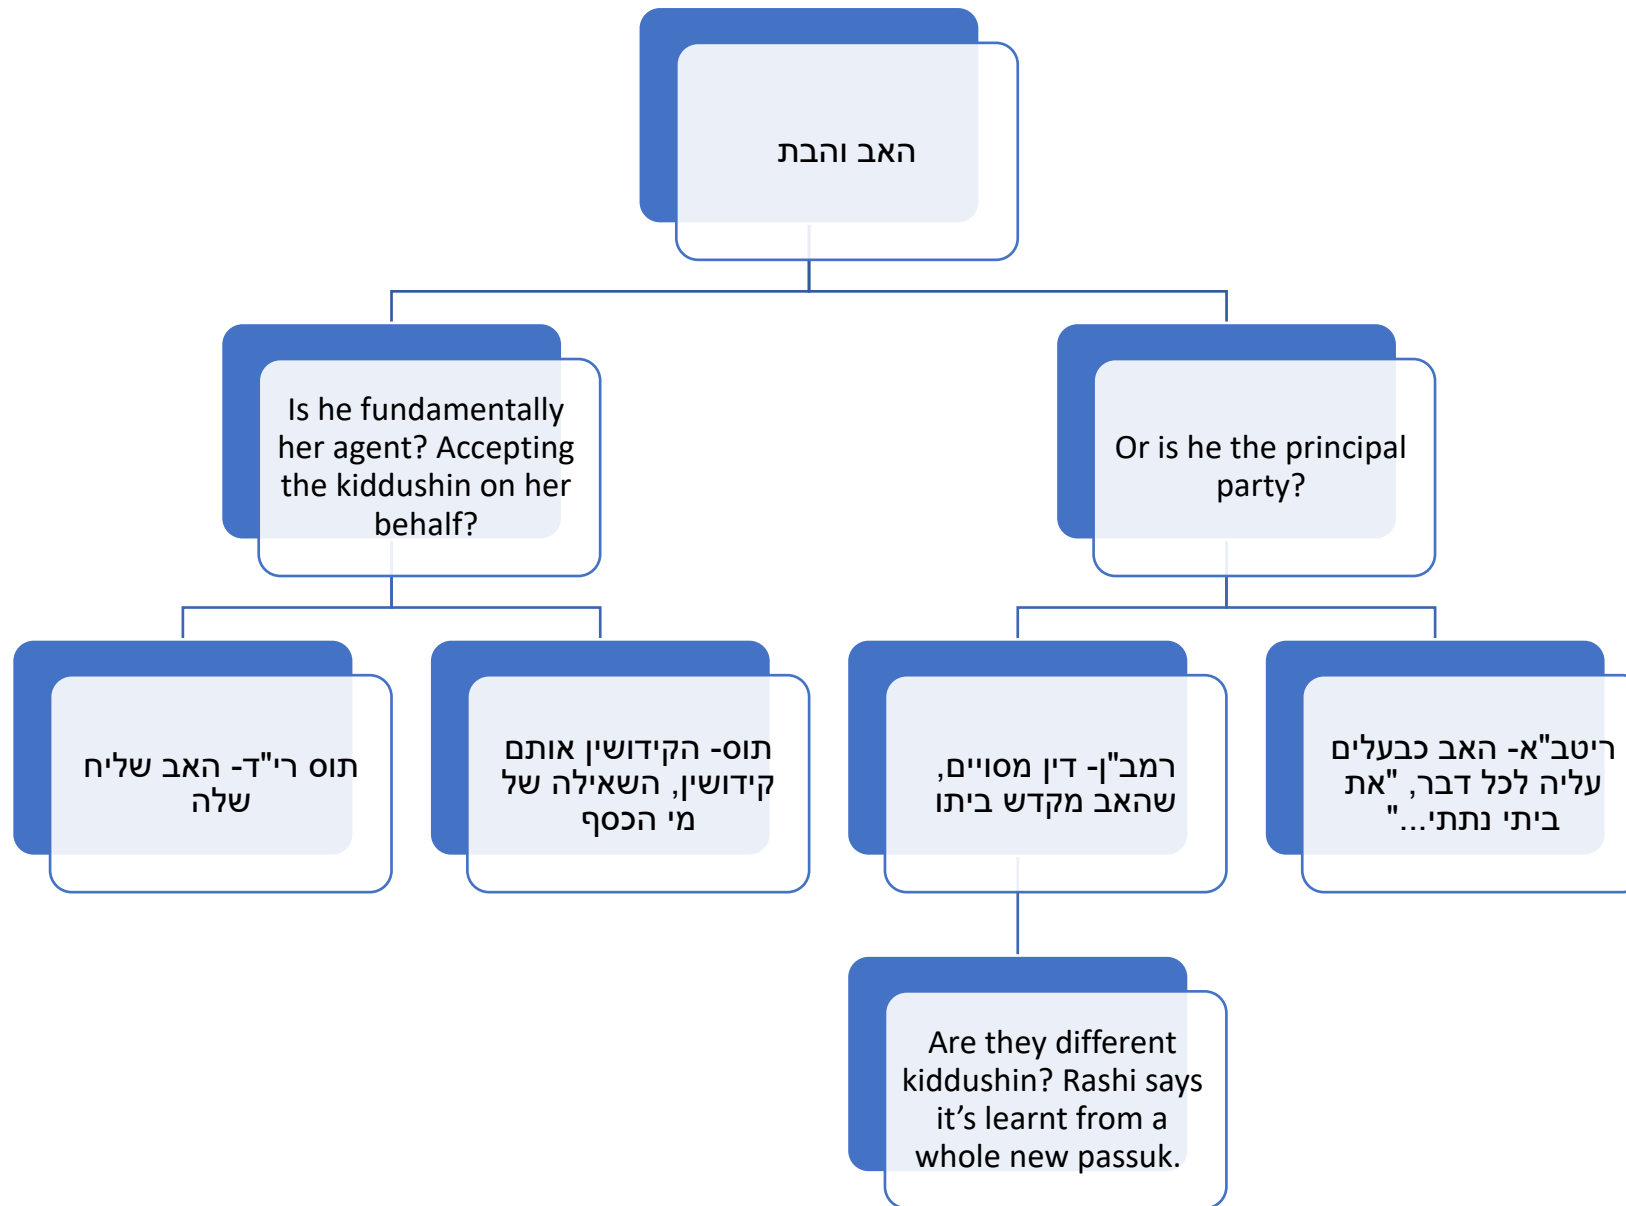 האב והבת
Is he fundamentally
her agent? Accepting
the kiddushin on her
behalf?
Or is he the principal
party?
תוס רי"ד- האב שליח
שלה
תוס- הקידושין אותם
קידושין, השאילה של
מי הכסף
רמב"ן- דין מסויים,
שהאב מקדש ביתו
ריטב"א- האב כבעלים
עליה לכל דבר, "את
ביתי נתתי..."
Are they different
kiddushin? Rashi says
it’s learnt from a
whole new passuk.